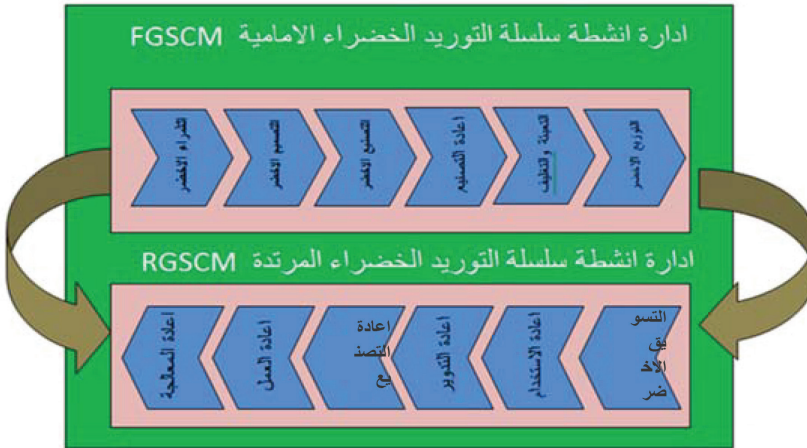 ادارة انشطة سلسلة التوريد الخضراء الامامية FGSCM
الشراء الاخضر
التصميم الاخضر
التصنيع الاخضر
اعادة التصنيع
التعبئة والتغليف
التوزيع الاخضر
ادارة انشطة سلسلة التوريد الخضراء المرتدة RGSCM
التسو
يق
الاخ
ضر
اعادة الاستخدام
اعادة التدوير
اعادة
التصن
يع
اعادة العمل
اعادة المعالجة